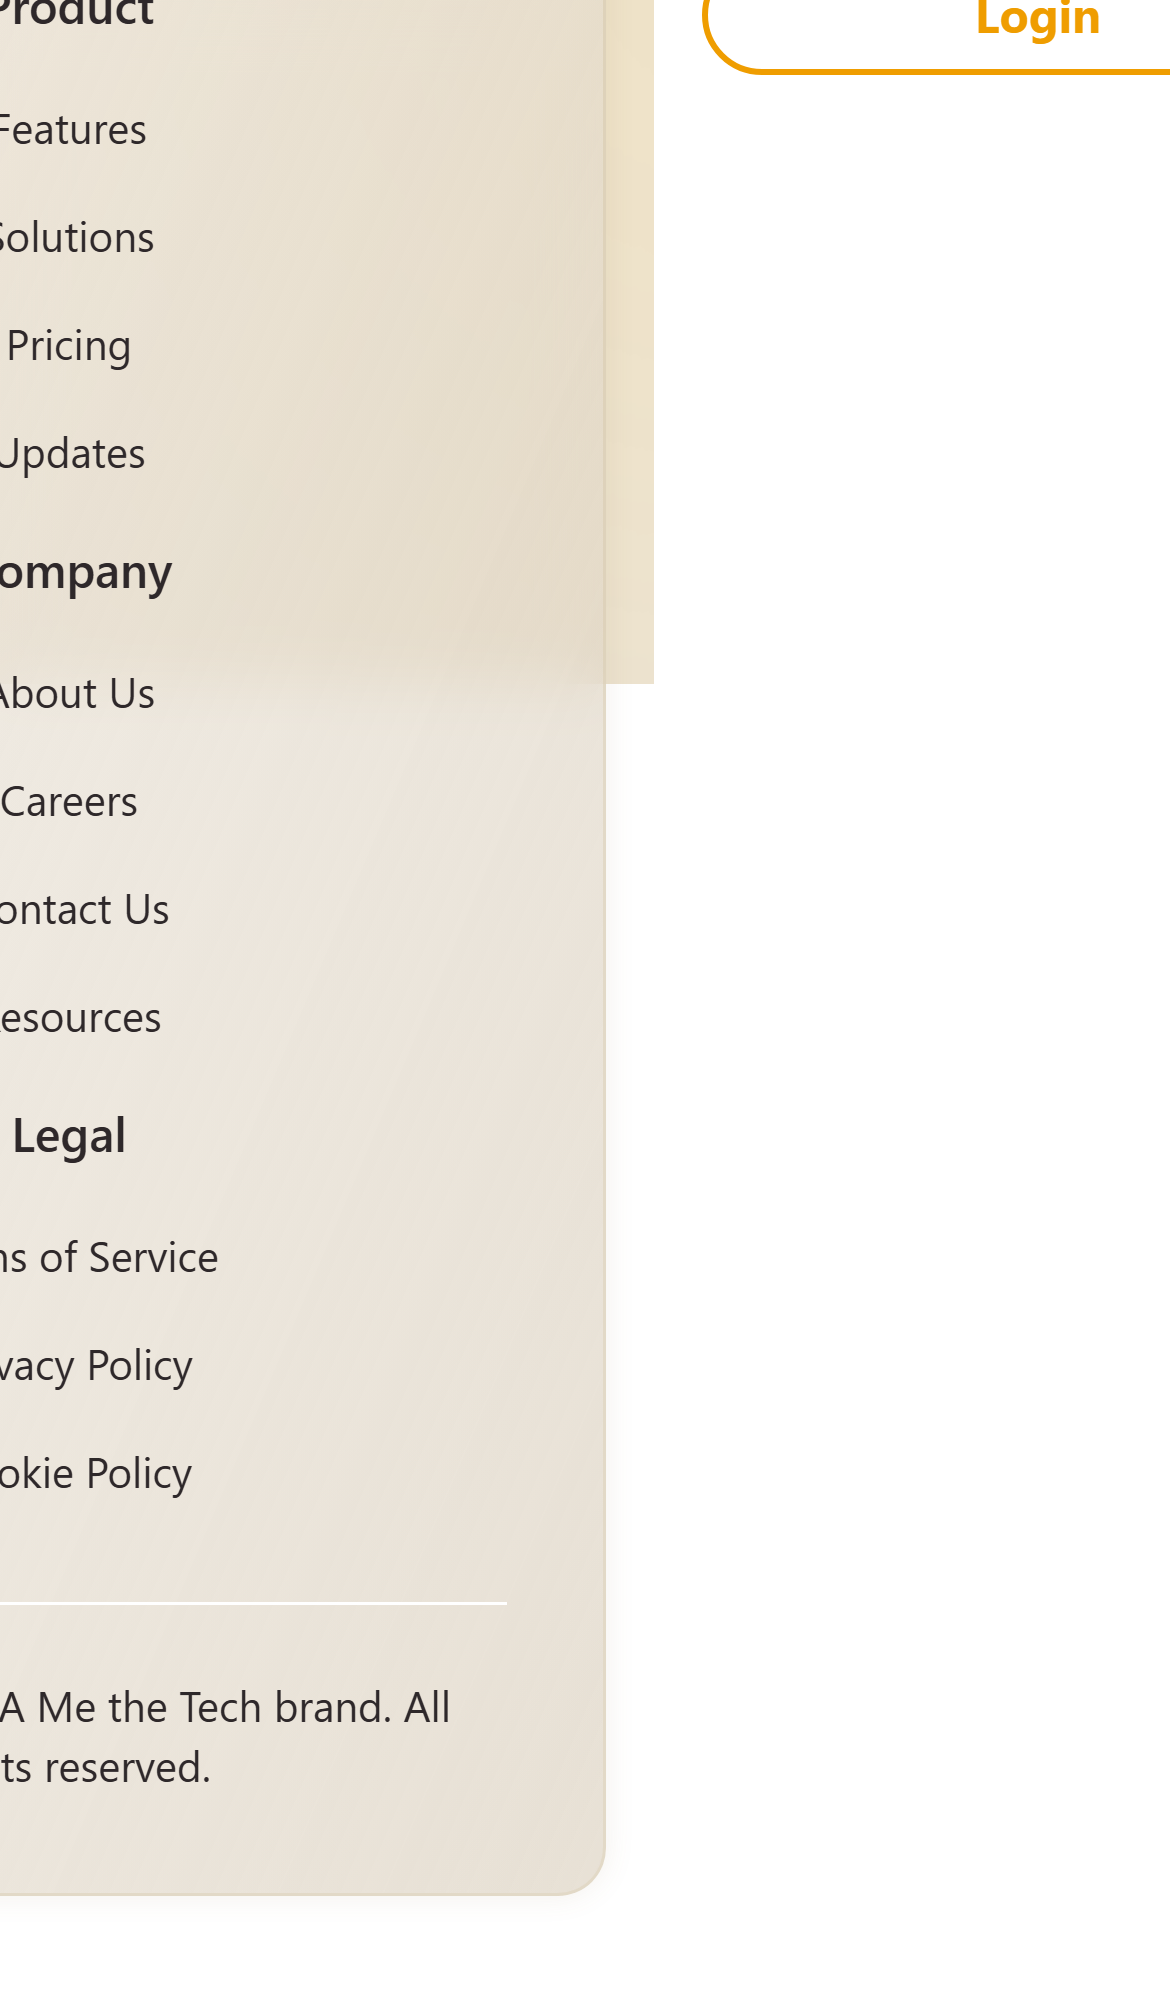 Product
Login
Features
Solutions
Pricing
Updates
ompany
About Us
Careers
ontact Us
esources
Legal
s of Service
vacy Policy
okie Policy
A Me the Tech brand. All
ts reserved.